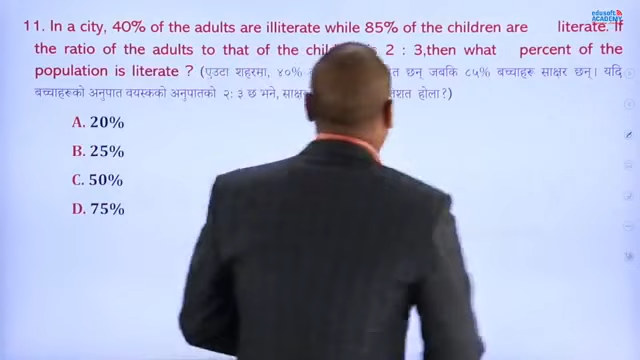 edusoft
ACADEMY
11. In a city, 40% of the adults are illiterate while 85% of the children are literate. If
the ratio of the adults to that of the 2 : 3,then what percent of the
population is literate ? (एउटा शहरमा, ४०% छन् जबकि ८५% बच्चाहरू साक्षर छन्। यदि
बच्चाहरूको अनुपात वयस्कको अनुपातको २: ३ छ भने, होला?)
A. 20%
B. 25%
C. 50%
D. 75%